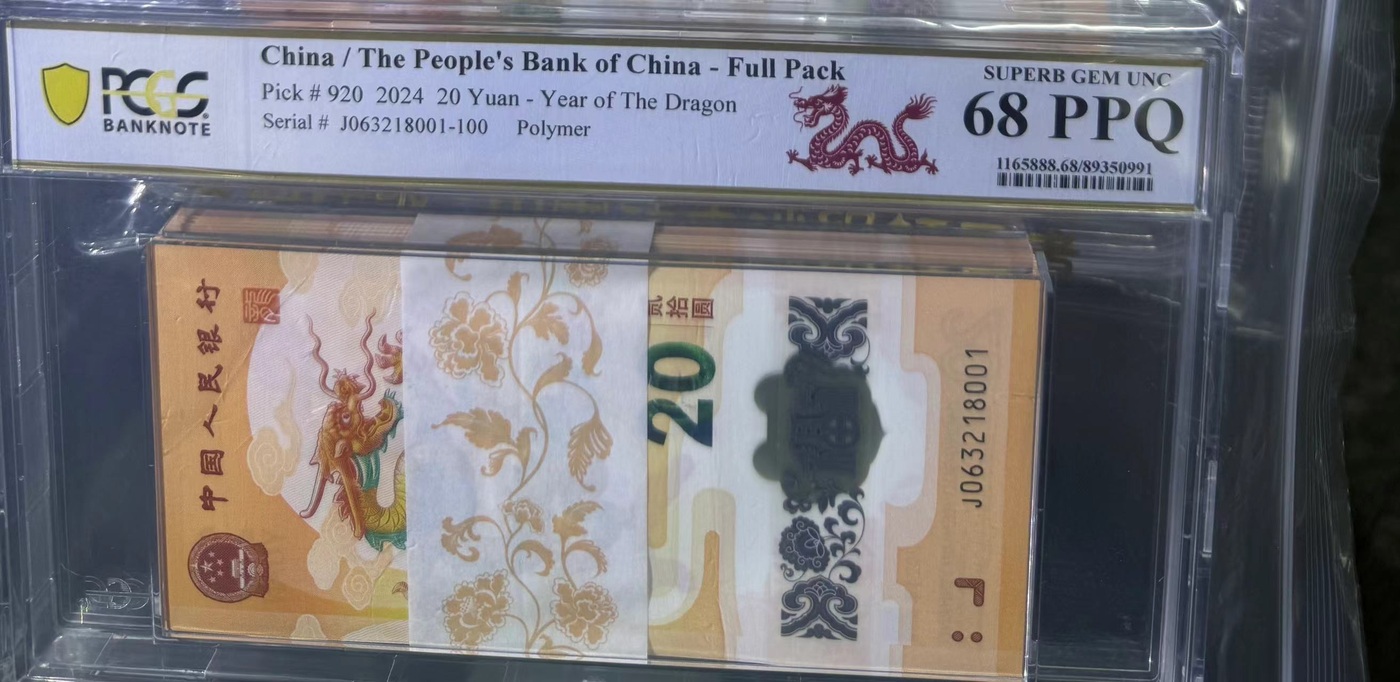 PCGS
BANKNOTE
China / The People's Bank of China - Full Pack
Pick # 920 2024 20 Yuan - Year of The Dragon
Serial # J063218001-100 Polymer
SUPERB GEM UNC
68 PPQ
1165888.68/89350991
中国人民银行
贰拾圆
20
J063218001